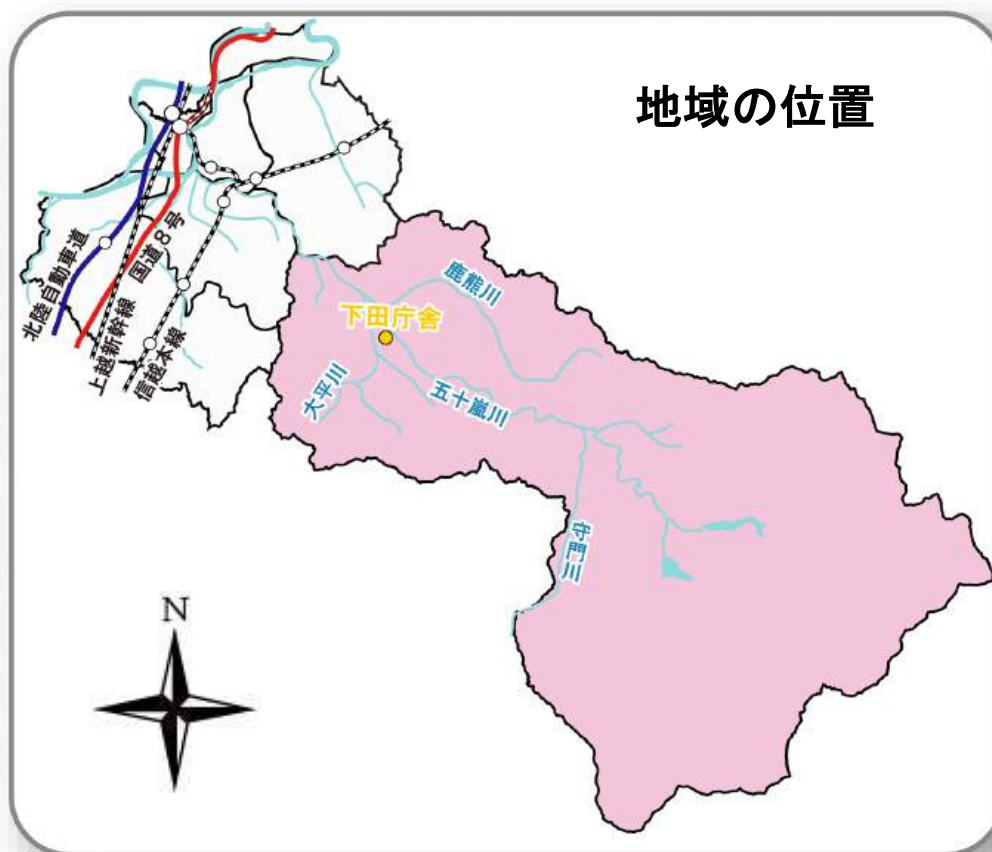 地域の位置
北陸自動車道
国道8号
上越新幹線
信越本線
鹿熊川
下田庁舎
大平川
五十嵐川
守門川
N